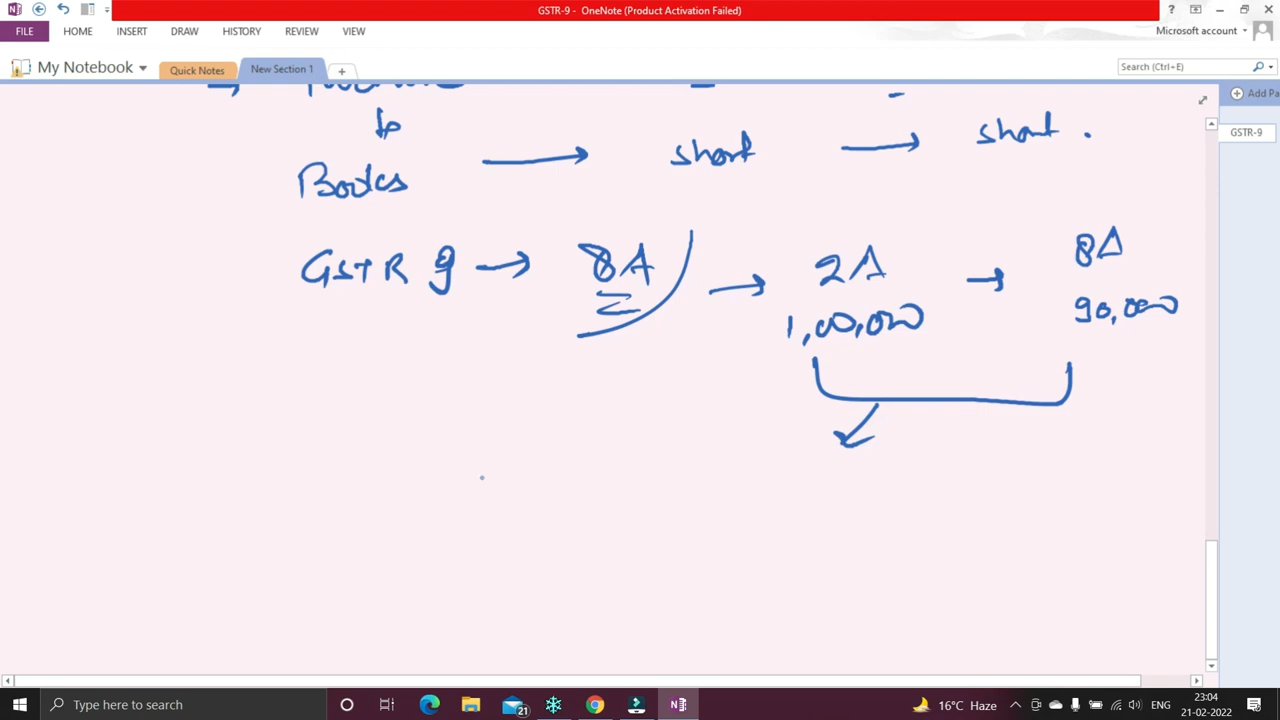 GSTR-9 - OneNote (Product Activation Failed)
FILE HOME INSERT DRAW HISTORY REVIEW VIEW
Microsoft account
My Notebook
Quick Notes
New Section 1
Search (Ctrl+E)
Add Pa
GSTR-9
to
Books → short → short .
GSTR 9 → 8A → 2A → 8A
1,00,000 90,000
Type here to search
21
16°C Haze
ENG
23:04
21-02-2022